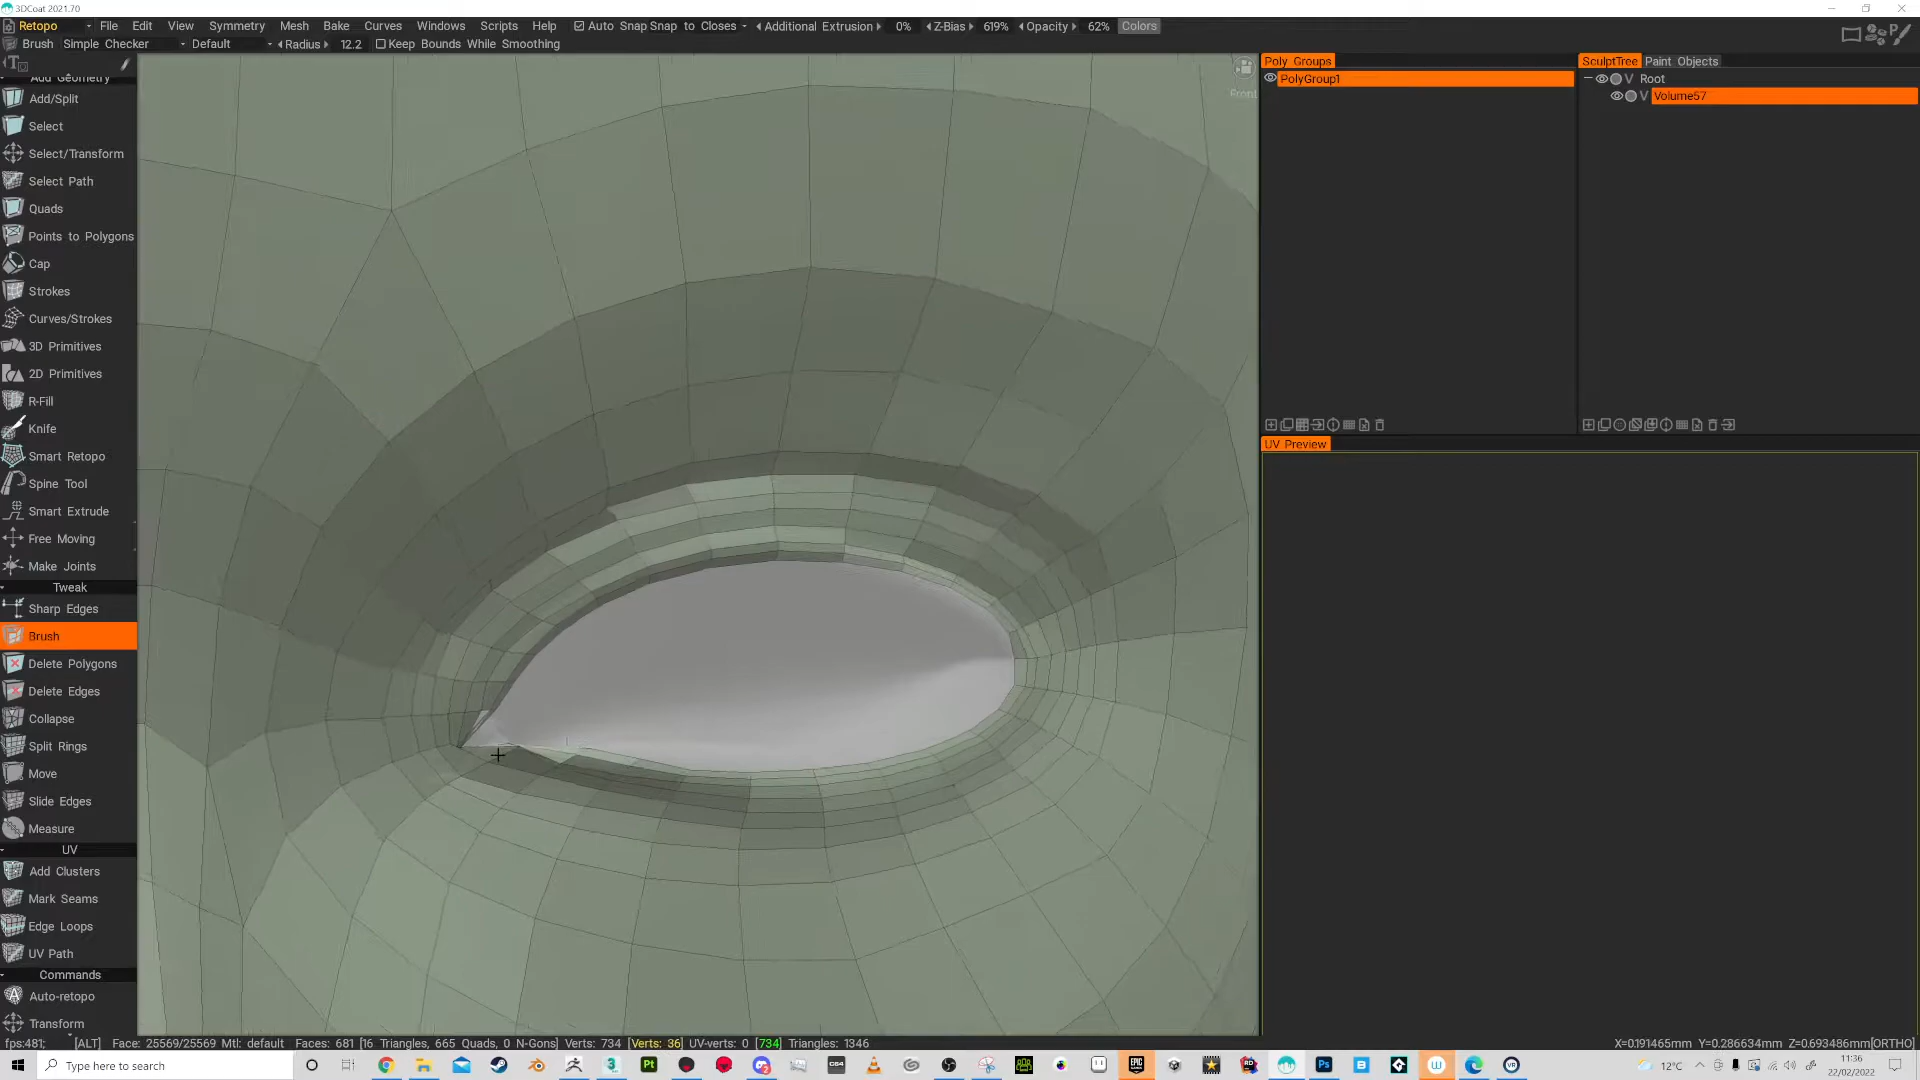 3DCoat 2021.70
Retopo File Edit View Symmetry Mesh Bake Curves Windows Scripts Help Auto Snap Snap to Closes Additional Extrusion 0% Z-Bias 619% Opacity 62% Colors
Brush Simple Checker Default Radius 12.2 Keep Bounds While Smoothing
Add Geometry
Add/Split
Select
Select/Transform
Select Path
Quads
Points to Polygons
Cap
Strokes
Curves/Strokes
3D Primitives
2D Primitives
R-Fill
Knife
Smart Retopo
Spine Tool
Smart Extrude
Free Moving
Make Joints
Tweak
Sharp Edges
Brush
Delete Polygons
Delete Edges
Collapse
Split Rings
Move
Slide Edges
Measure
UV
Add Clusters
Mark Seams
Edge Loops
UV Path
Commands
Auto-retopo
Transform
Front
Poly Groups
PolyGroup1
SculptTree Paint Objects
V Root
V Volume57
UV Preview
fps:481; [ALT] Face: 25569/25569 Mtl: default Faces: 681 [16 Triangles, 665 Quads, 0 N-Gons] Verts: 734 [Verts: 36] UV-verts: 0 [734] Triangles: 1346
X=0.191465mm Y=0.286634mm Z=0.693486mm[ORTHO]
Type here to search
12°C
11:36
22/02/2022